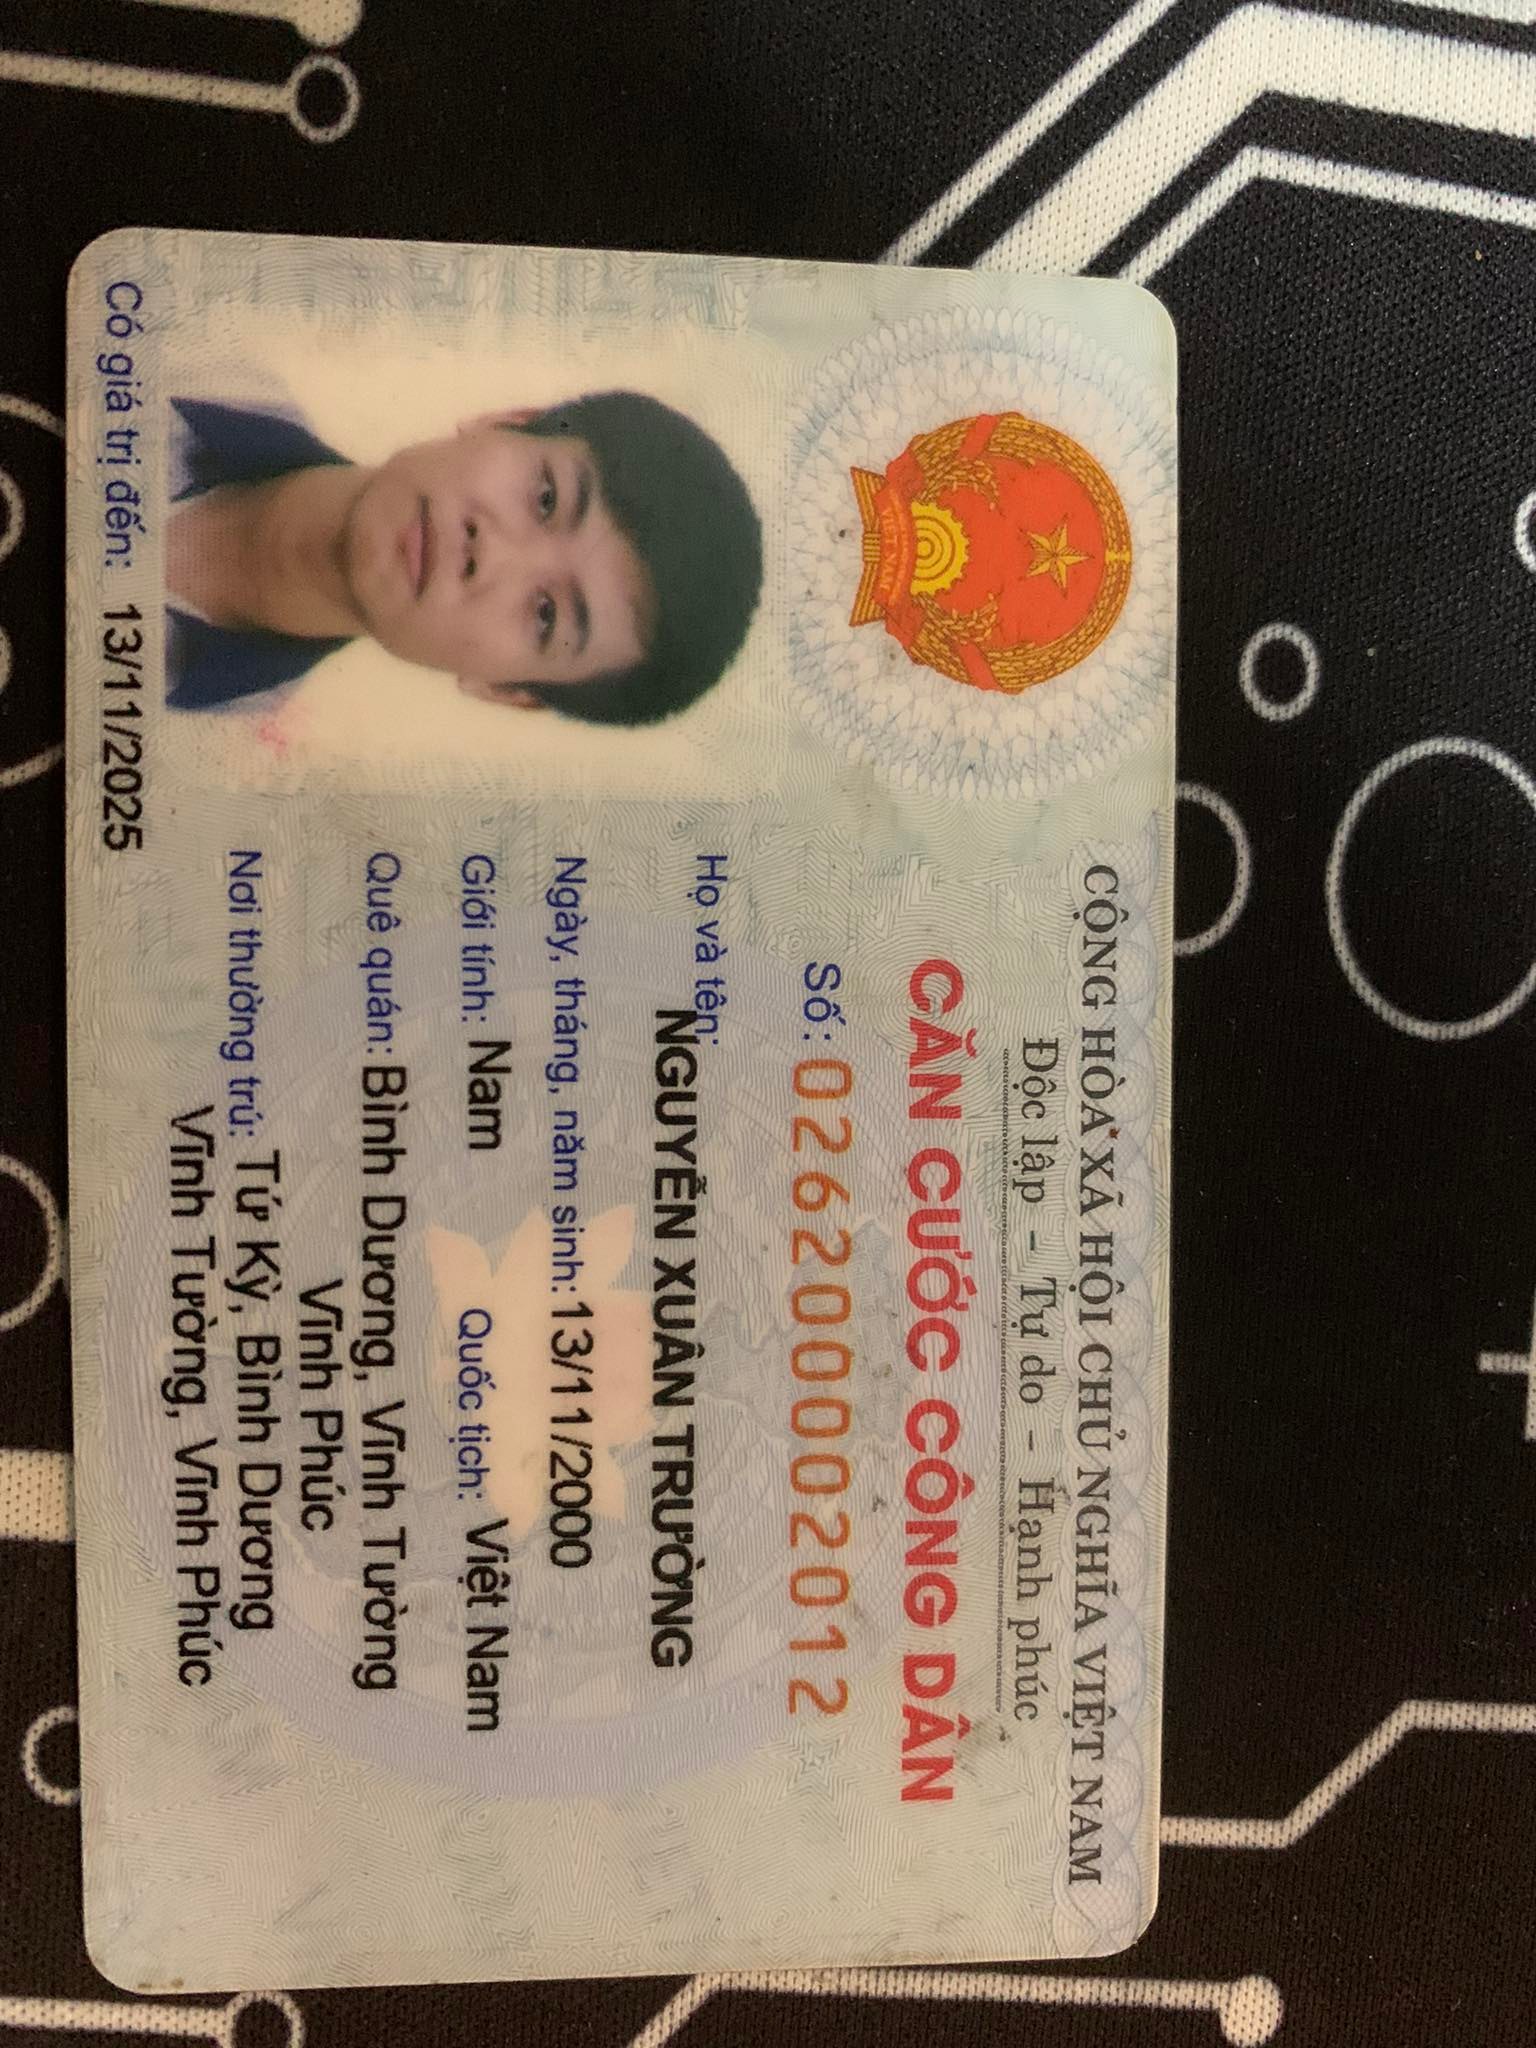 CỘNG HÒA XÃ HỘI CHỦ NGHĨA VIỆT NAM
Độc lập – Tự do – Hạnh phúc
CĂN CƯỚC CÔNG DÂN
Số: 026200002012
Họ và tên:
NGUYỄN XUÂN TRƯỜNG
Ngày, tháng, năm sinh: 13/11/2000
Giới tính: Nam Quốc tịch: Việt Nam
Quê quán: Bình Dương, Vĩnh Tường
Vĩnh Phúc
Nơi thường trú: Tứ Kỳ, Bình Dương
Vĩnh Tường, Vĩnh Phúc
Có giá trị đến: 13/11/2025
VIỆT NAM